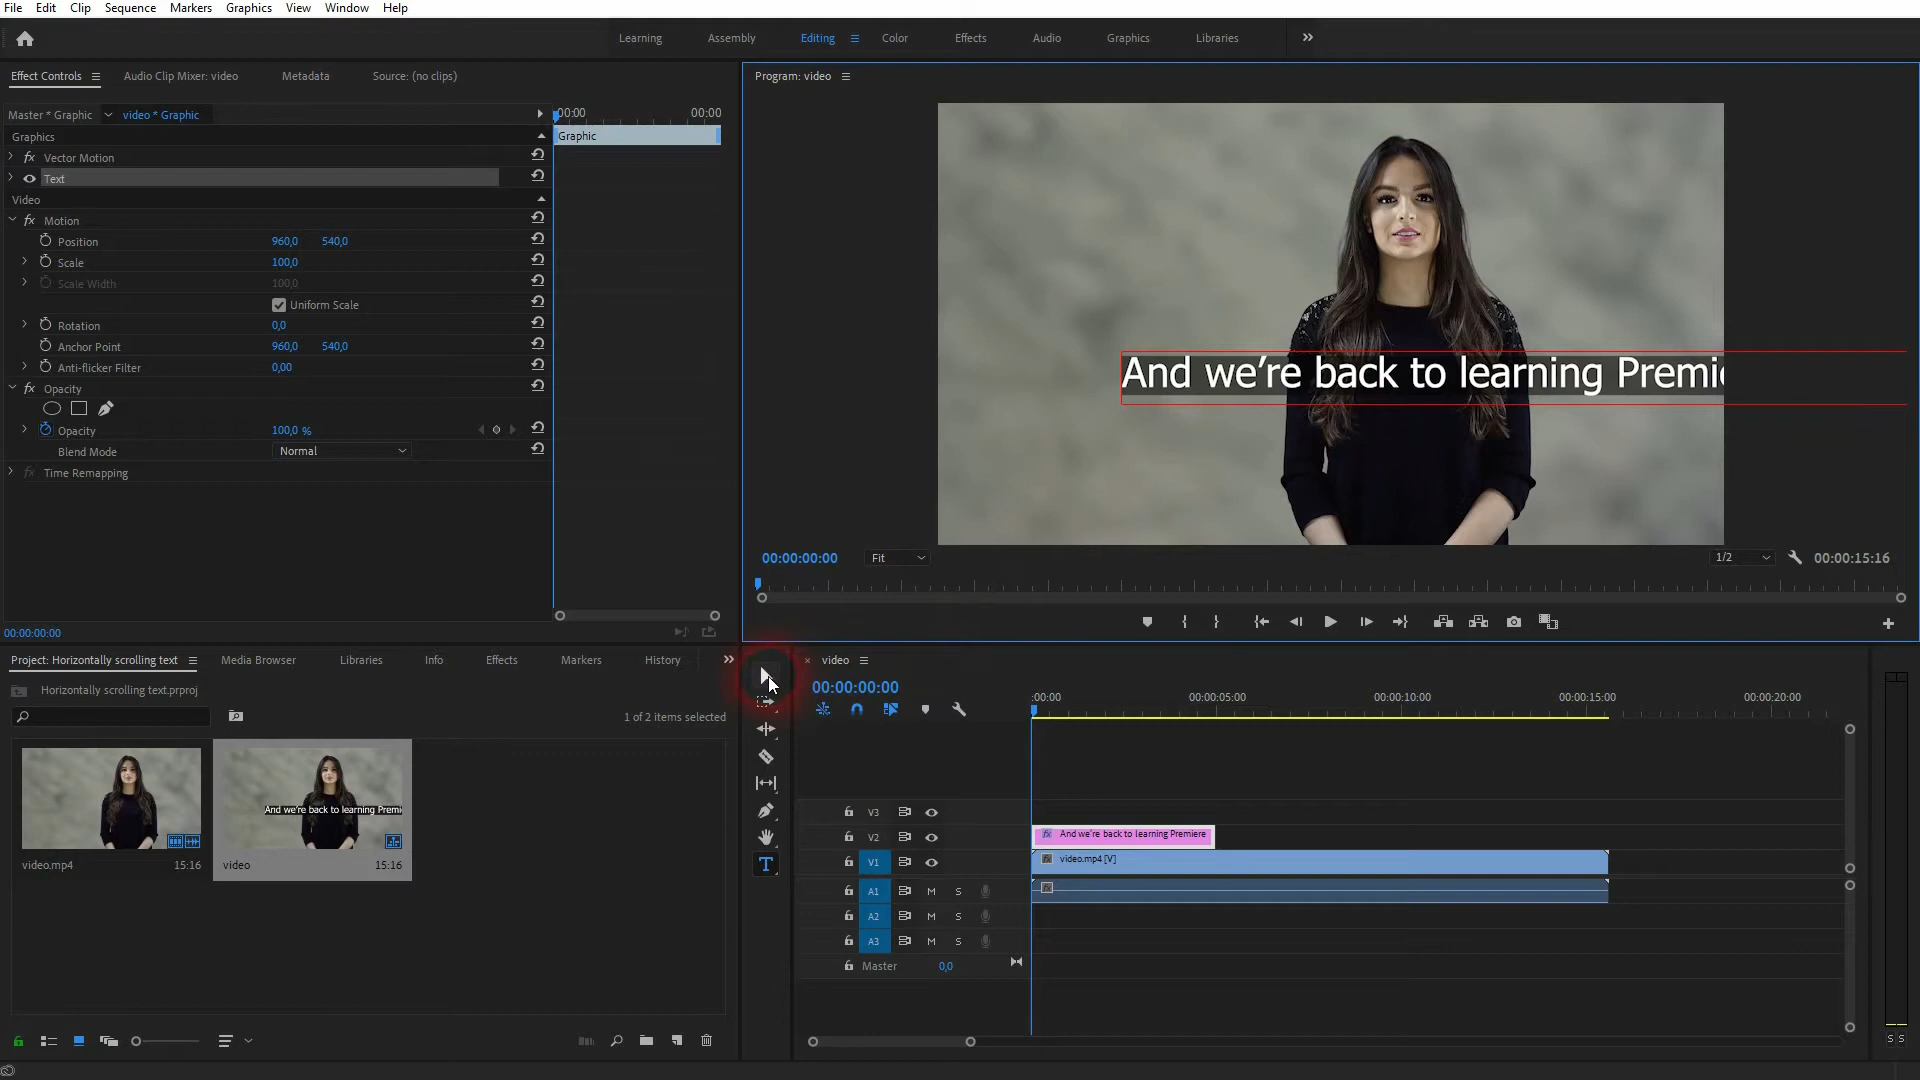 File Edit Clip Sequence Markers Graphics View Window Help
Learning Assembly Editing Color Effects Audio Graphics Libraries
Effect Controls Audio Clip Mixer: video Metadata Source: (no clips)
Program: video
Master * Graphic video * Graphic
:00:00 00:00
Graphics
Graphic
Vector Motion
Text
Video
Motion
Position 960,0 540,0
Scale 100,0
Scale Width 100,0
Uniform Scale
Rotation 0,0
Anchor Point 960,0 540,0
Anti-flicker Filter 0,00
Opacity
Opacity 100,0 %
Blend Mode Normal
Time Remapping
And we’re back to learning Premie
00:00:00:00 Fit 1/2 00:00:15:16
00:00:00:00
Project: Horizontally scrolling text Media Browser Libraries Info Effects Markers History
Horizontally scrolling text.prproj
1 of 2 items selected
And we're back to learning Premi
video.mp4 15:16
video 15:16
video
00:00:00:00
:00:00 00:00:05:00 00:00:10:00 00:00:15:00 00:00:20:00
V3
V2 And we're back to learning Premiere
V1 video.mp4 [V]
A1 M S
A2 M S
A3 M S
Master 0,0
S S